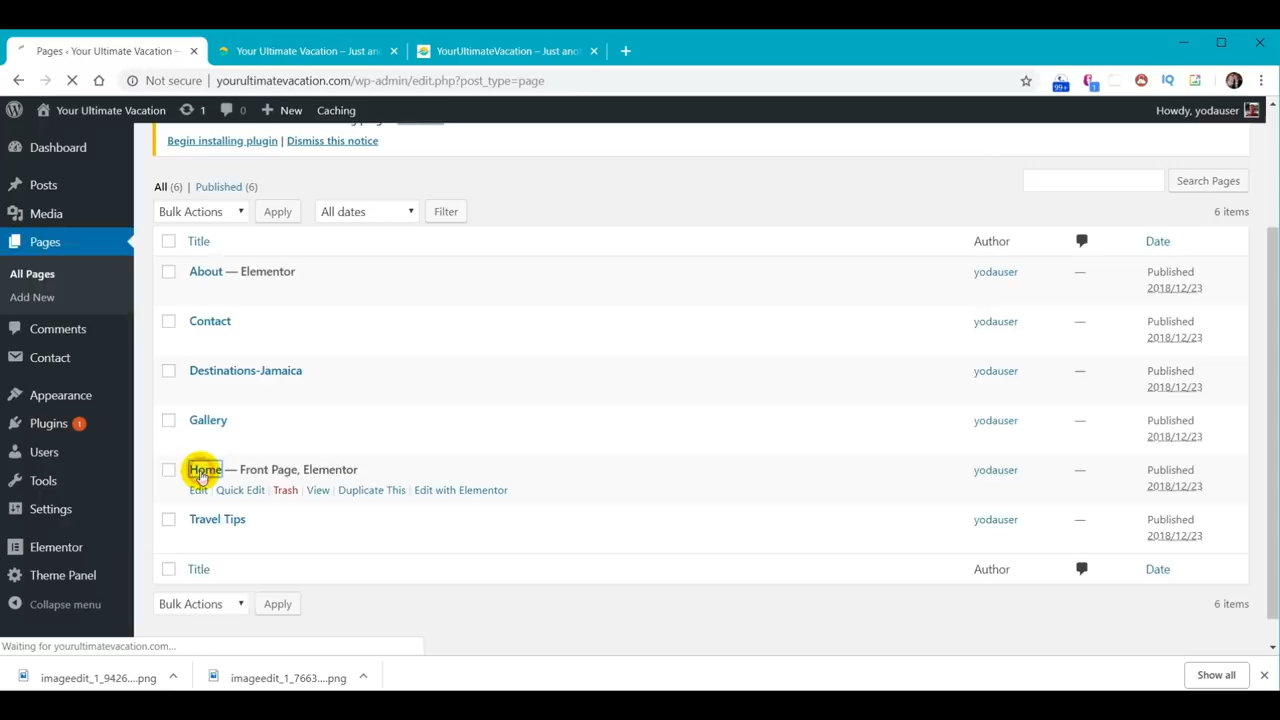 Pages ‹ Your Ultimate Vacation –
Your Ultimate Vacation – Just an
YourUltimateVacation – Just ano
Not secure | yourultimatevacation.com/wp-admin/edit.php?post_type=page
99+
1
IQ
Your Ultimate Vacation 1 0 New Caching
Howdy, yodauser
Dashboard
Posts
Media
Pages
All Pages
Add New
Comments
Contact
Appearance
Plugins 1
Users
Tools
Settings
Elementor
Theme Panel
Collapse menu
Begin installing plugin | Dismiss this notice
All (6) | Published (6)
Search Pages
Bulk Actions Apply All dates Filter
6 items
Title Author Date
About — Elementor yodauser — Published
2018/12/23
Contact yodauser — Published
2018/12/23
Destinations-Jamaica yodauser — Published
2018/12/23
Gallery yodauser — Published
2018/12/23
Home — Front Page, Elementor yodauser — Published
2018/12/23
Edit | Quick Edit | Trash | View | Duplicate This | Edit with Elementor
Travel Tips yodauser — Published
2018/12/23
Title Author Date
Bulk Actions Apply
6 items
Waiting for yourultimatevacation.com...
imageedit_1_9426....png
imageedit_1_7663....png
Show all